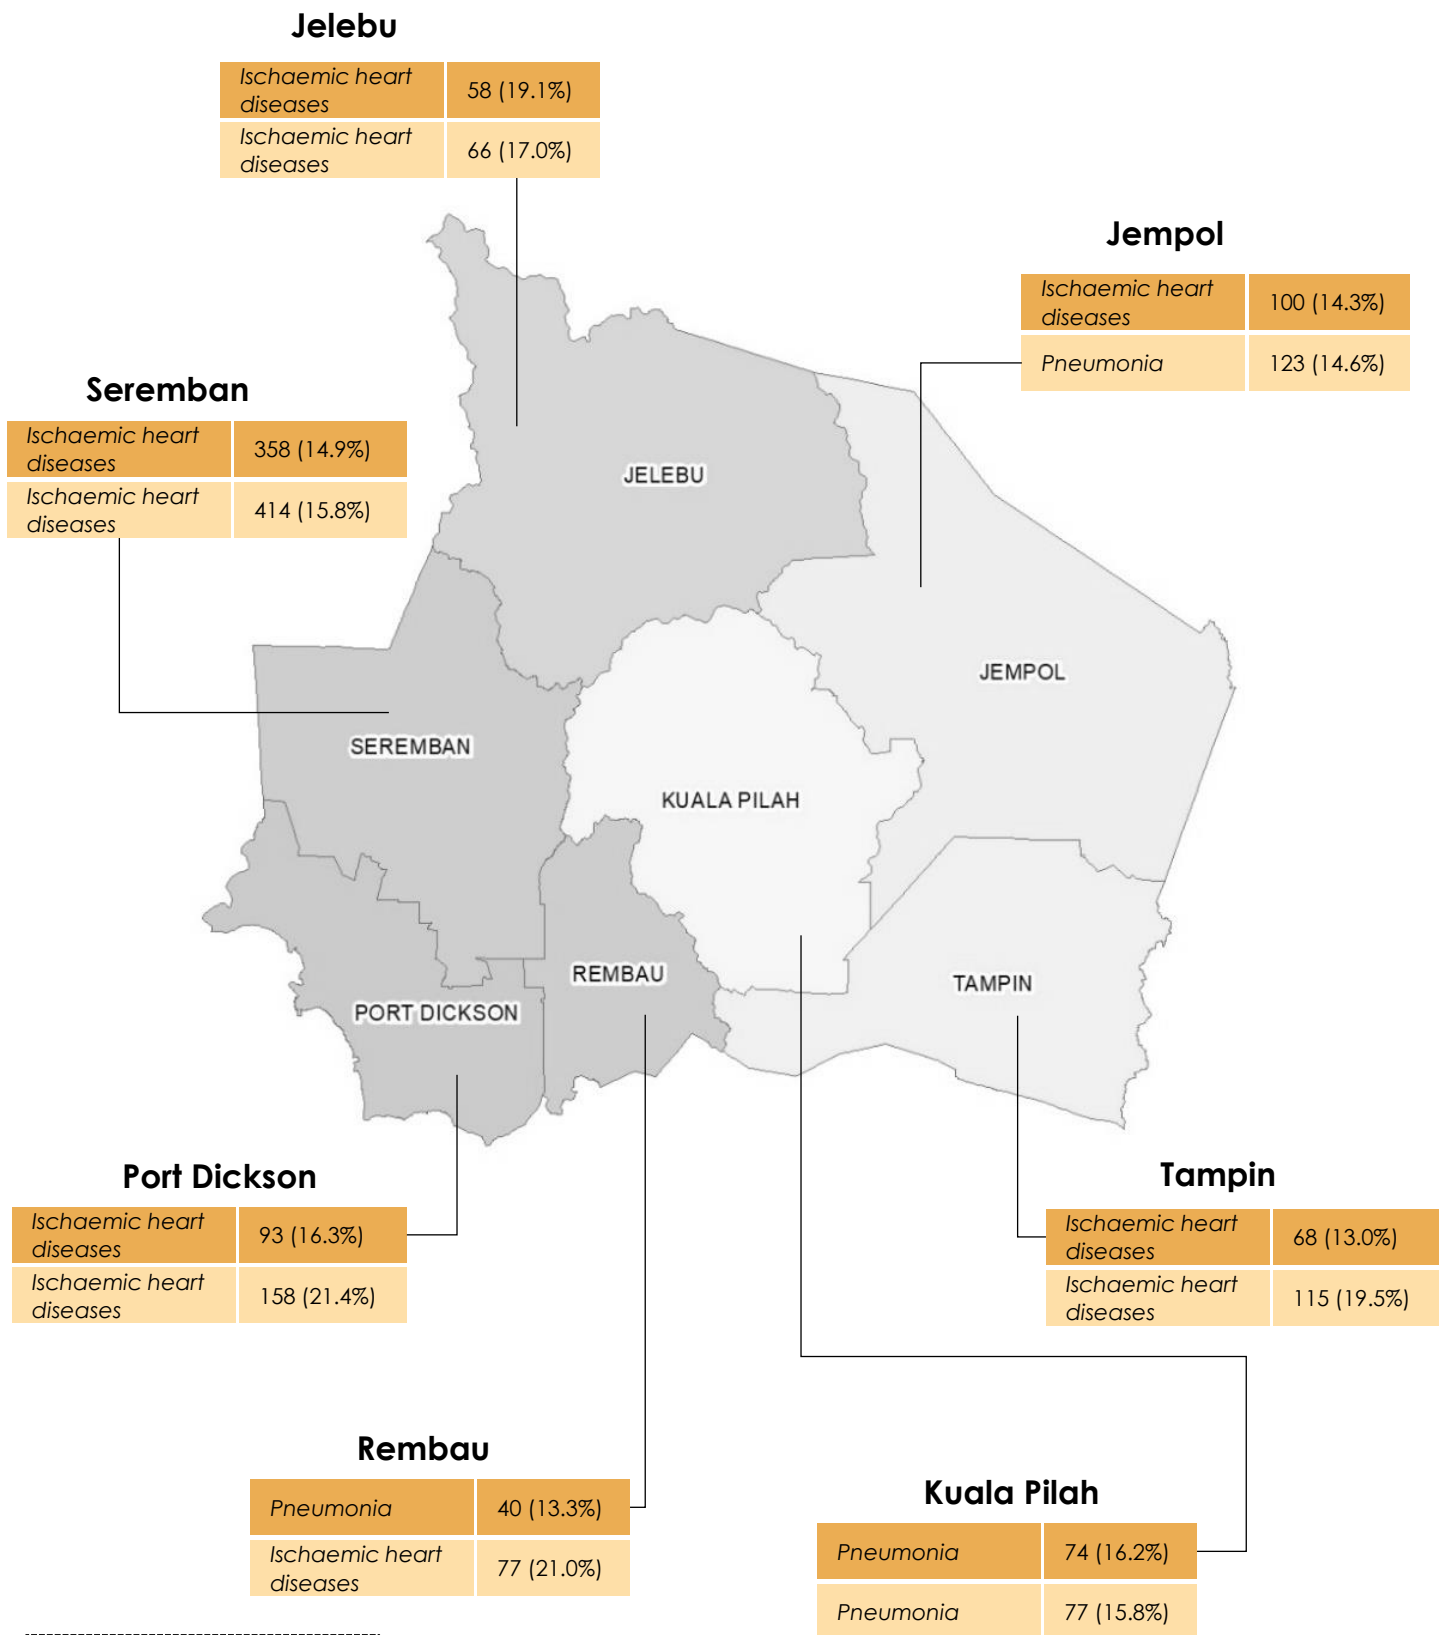 Jelebu
Ischaemic heart
diseases
58 (19.1%)
Ischaemic heart
diseases
66 (17.0%)
Jempol
Ischaemic heart
diseases
100 (14.3%)
Pneumonia
123 (14.6%)
Seremban
Ischaemic heart
diseases
358 (14.9%)
Ischaemic heart
diseases
414 (15.8%)
JELEBU
JEMPOL
SEREMBAN
KUALA PILAH
REMBAU
TAMPIN
PORT DICKSON
Port Dickson
Ischaemic heart
diseases
93 (16.3%)
Ischaemic heart
diseases
158 (21.4%)
Tampin
Ischaemic heart
diseases
68 (13.0%)
Ischaemic heart
diseases
115 (19.5%)
Rembau
Pneumonia
40 (13.3%)
Ischaemic heart
diseases
77 (21.0%)
Kuala Pilah
Pneumonia
74 (16.2%)
Pneumonia
77 (15.8%)